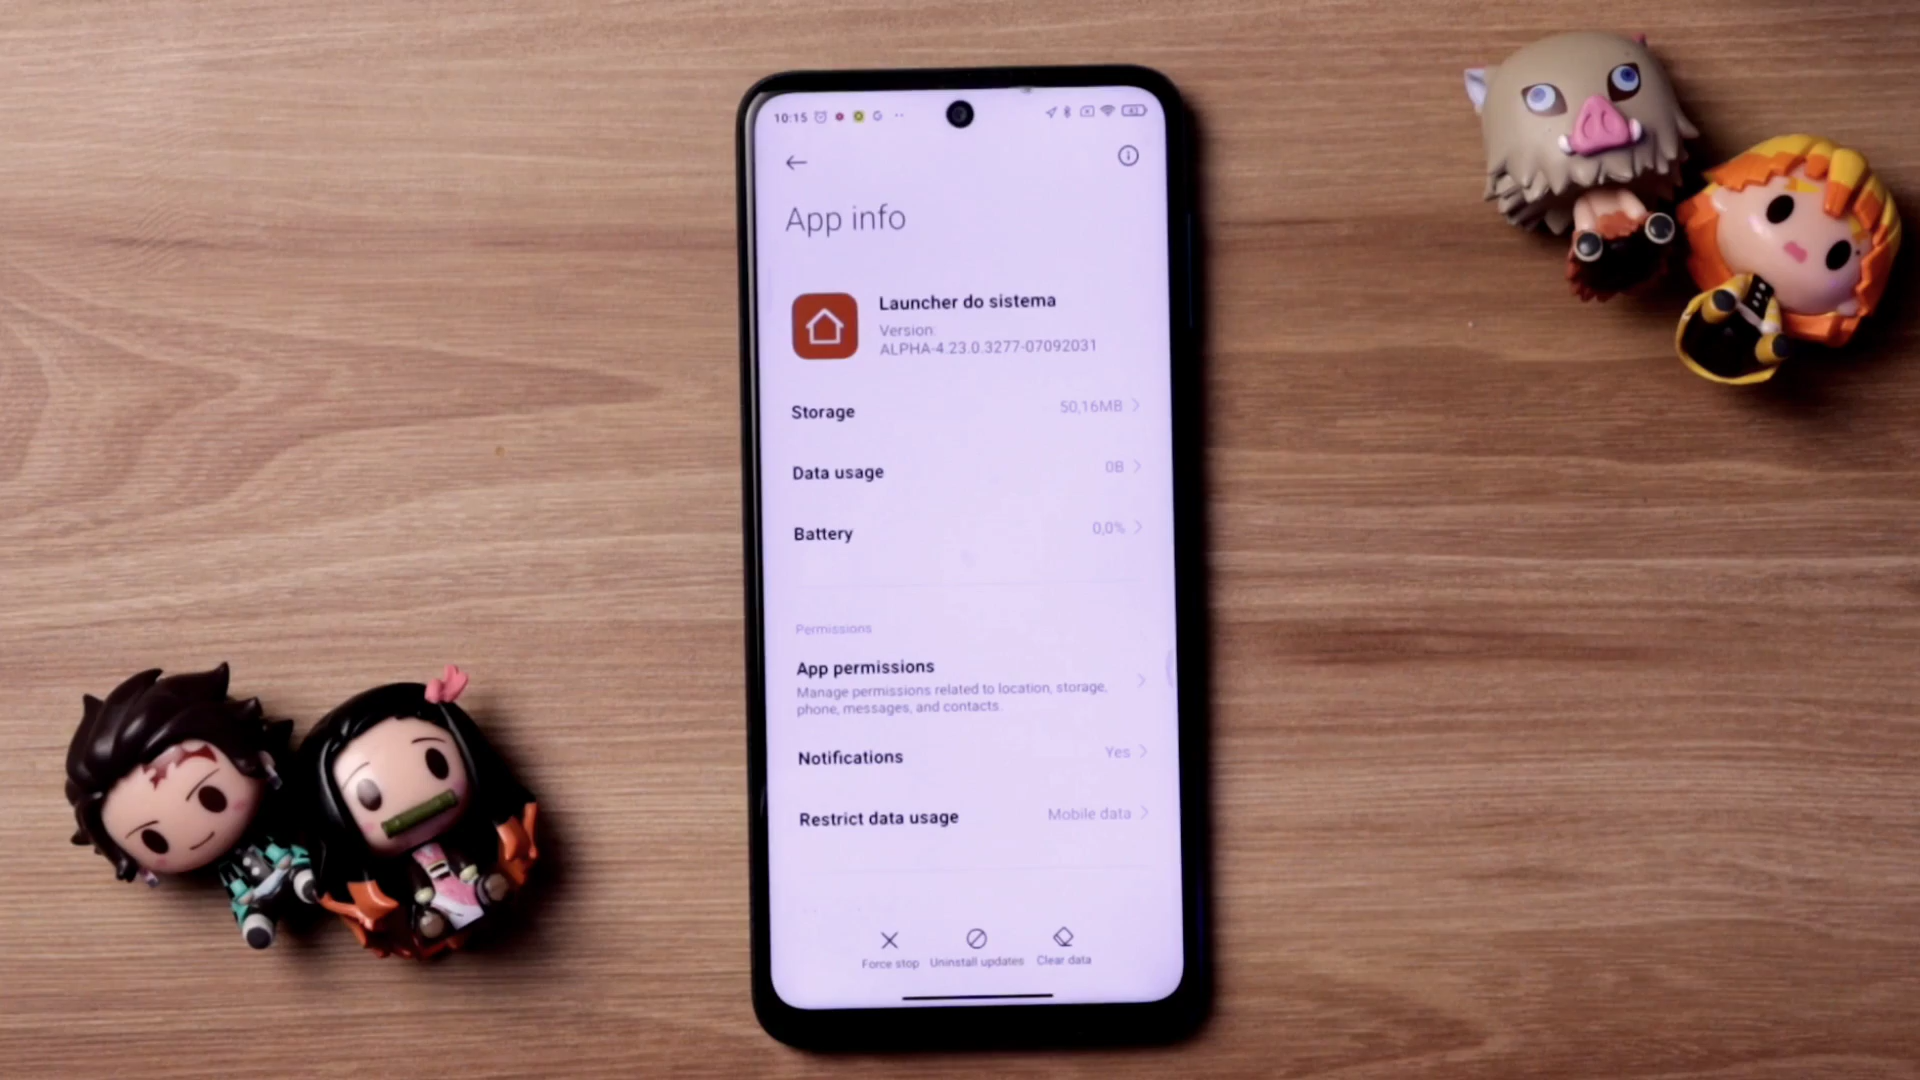 10:15
App info
Launcher do sistema
Version:
ALPHA-4.23.0.3277-07092031
Storage 50,16MB
Data usage 0B
Battery 0,0%
Permissions
App permissions
Manage permissions related to location, storage,
phone, messages, and contacts.
Notifications Yes
Restrict data usage Mobile data
Force stop Uninstall updates Clear data